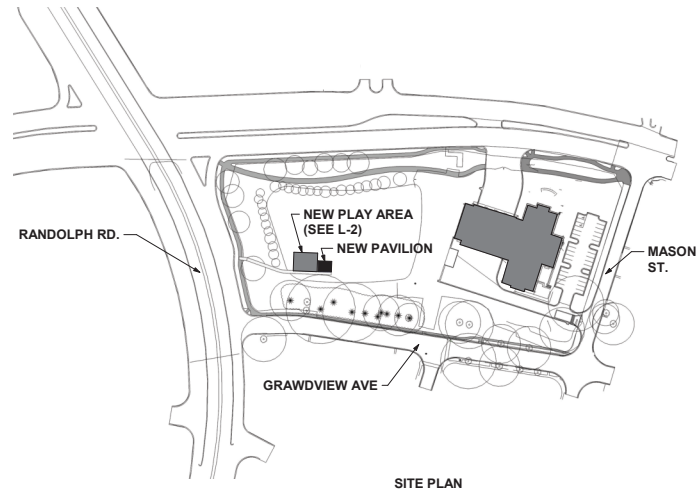 NEW PLAY AREA
(SEE L-2)
NEW PAVILION
RANDOLPH RD.
MASON
ST.
GRAWDVIEW AVE
SITE PLAN